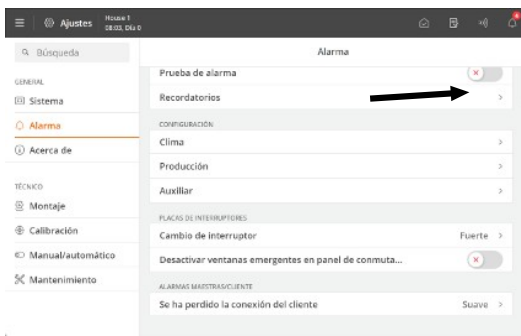 Ajustes
House 1
08:03, Día 0
Búsqueda
GENERAL
Sistema
Alarma
Acerca de
TÉCNICO
Montaje
Calibración
Manual/automático
Mantenimiento
Alarma
Prueba de alarma
Recordatorios
CONFIGURACIÓN
Clima
Producción
Auxiliar
PLACAS DE INTERRUPTORES
Cambio de interruptor Fuerte
Desactivar ventanas emergentes en panel de conmuta...
ALARMAS MAESTRAS/CLIENTE
Se ha perdido la conexión del cliente Suave